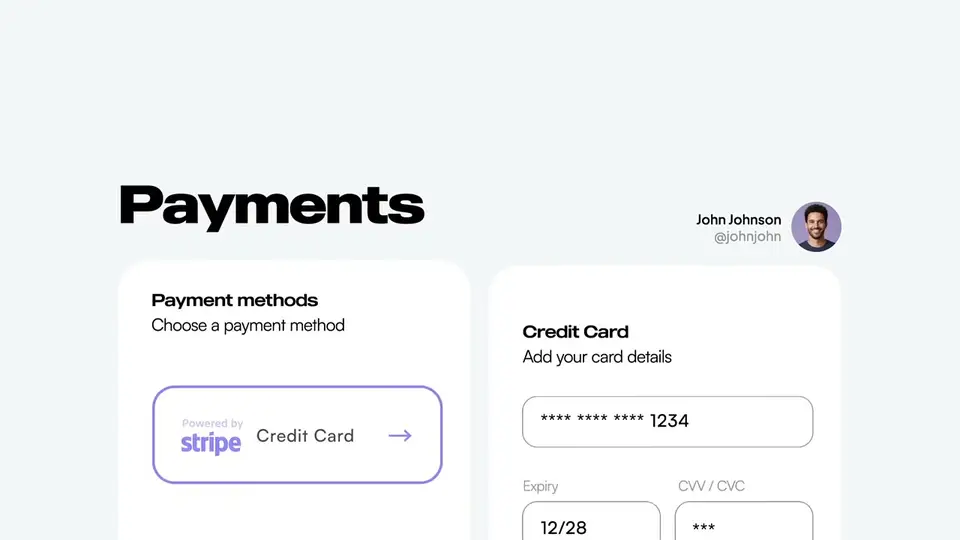 Payments
John Johnson
@johnjohn
Payment methods
Choose a payment method
Powered by
stripe
Credit Card
Credit Card
Add your card details
**** **** **** 1234
Expiry
CVV / CVC
12/28
***